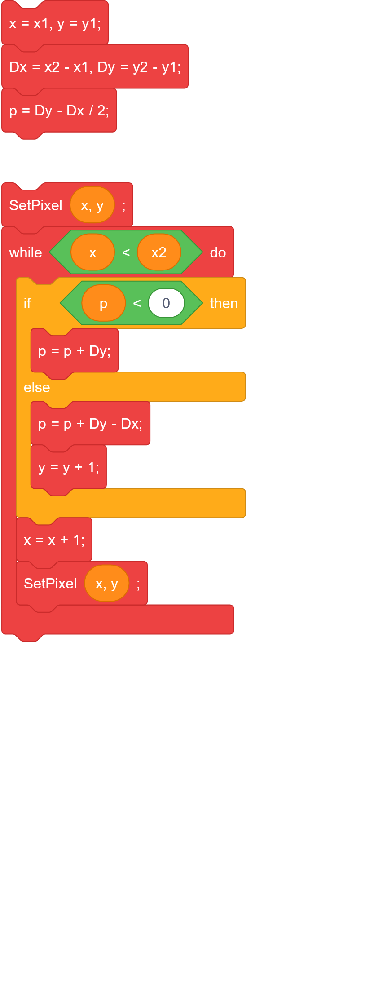 x = x1, y = y1;
Dx = x2 - x1, Dy = y2 - y1;
p = Dy - Dx / 2;
SetPixel x, y ;
while x < x2 do
if p < 0 then
p = p + Dy;
else
p = p + Dy - Dx;
y = y + 1;
x = x + 1;
SetPixel x, y ;